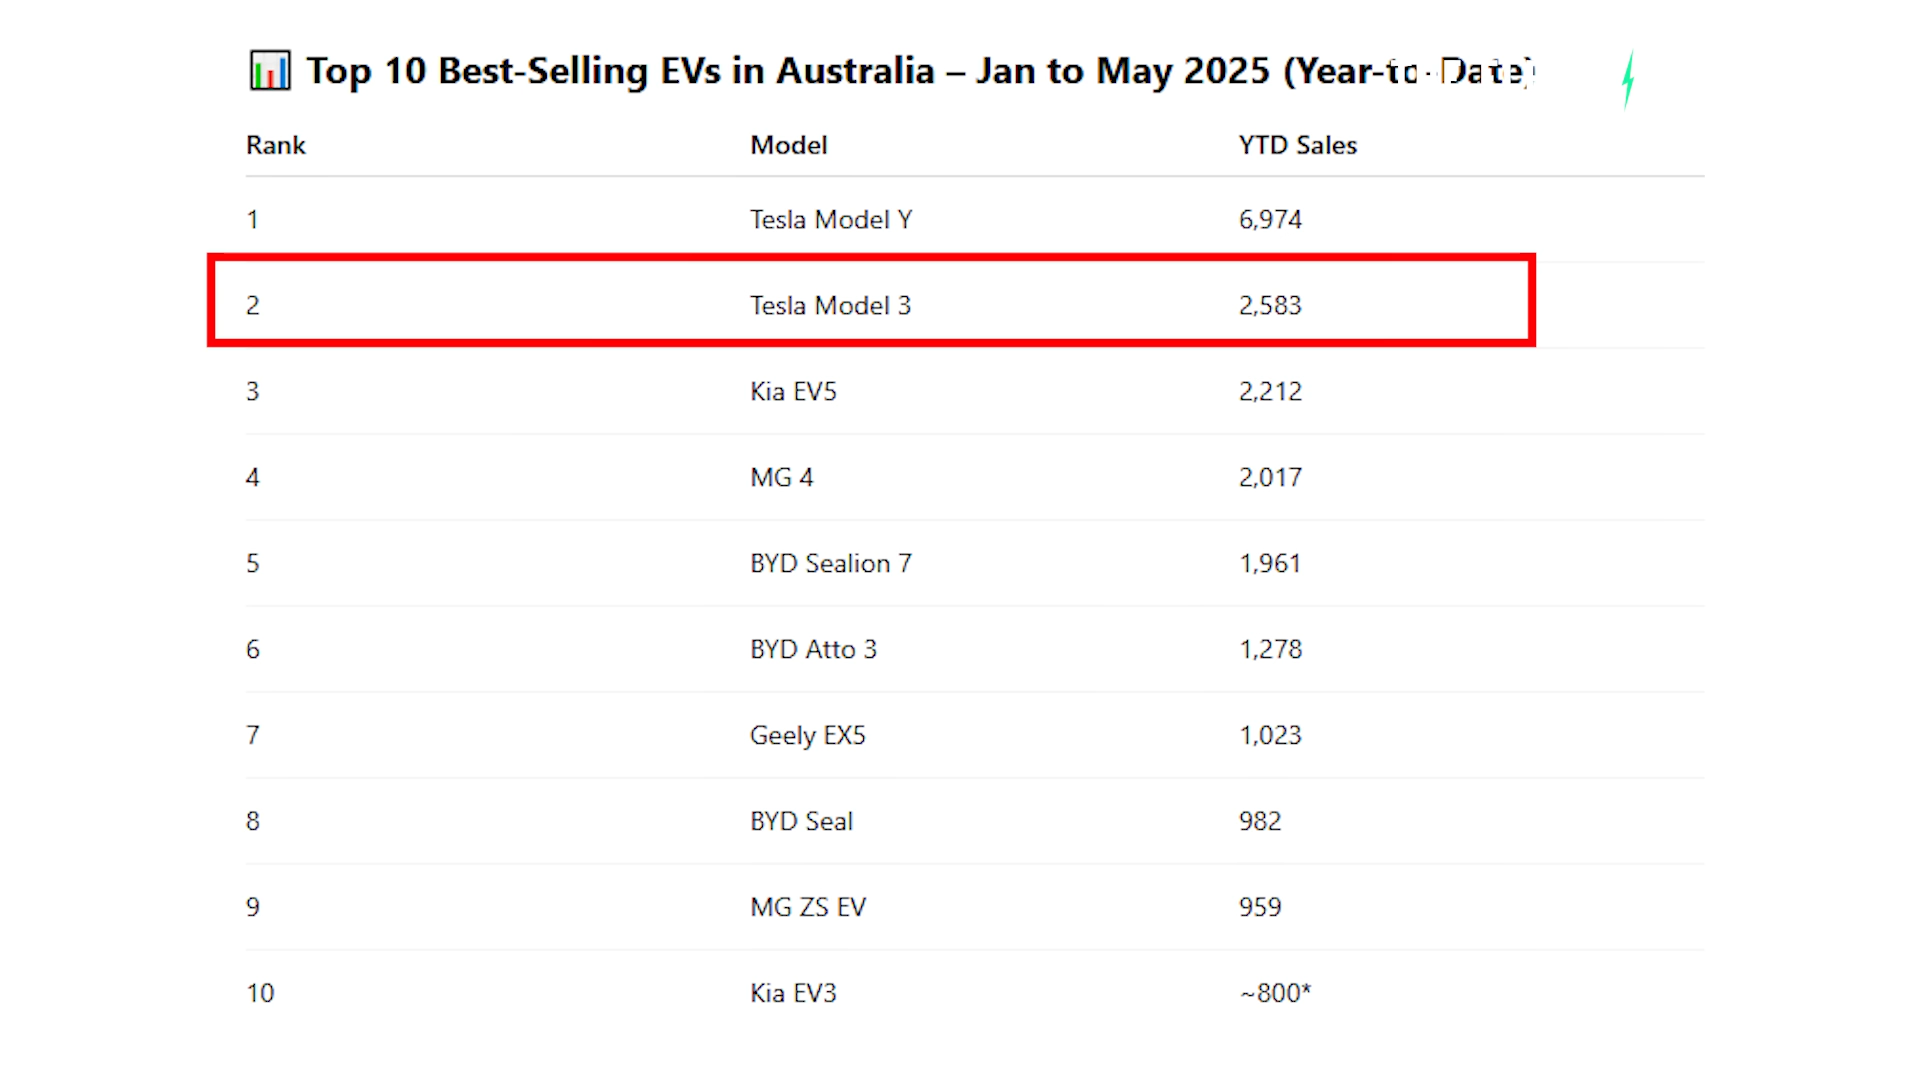 Top 10 Best-Selling EVs in Australia – Jan to May 2025 (Year-to-Date)
Rank Model YTD Sales
1 Tesla Model Y 6,974
2 Tesla Model 3 2,583
3 Kia EV5 2,212
4 MG 4 2,017
5 BYD Sealion 7 1,961
6 BYD Atto 3 1,278
7 Geely EX5 1,023
8 BYD Seal 982
9 MG ZS EV 959
10 Kia EV3 ~800*